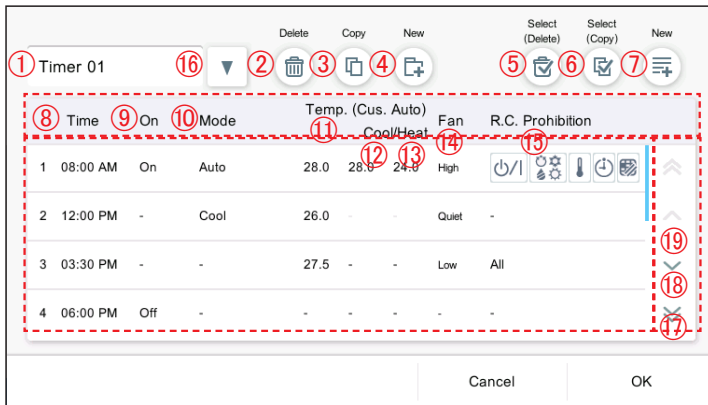 Delete Copy New Select (Delete) Select (Copy) New
① Timer 01 ⑯ ▼ ② ③ ④ ⑤ ⑥ ⑦
⑧ Time ⑨ On ⑩ Mode Temp. (Cus. Auto) Fan R.C. Prohibition
⑪ Cool/Heat
⑫ ⑬ ⑭ ⑮
1 08:00 AM On Auto 28.0 28.0 24.0 High
2 12:00 PM - Cool 26.0 - - Quiet -
⑲
3 03:30 PM - - 27.5 - - Low All
⑱
4 06:00 PM Off - - - - - -
⑰
Cancel OK